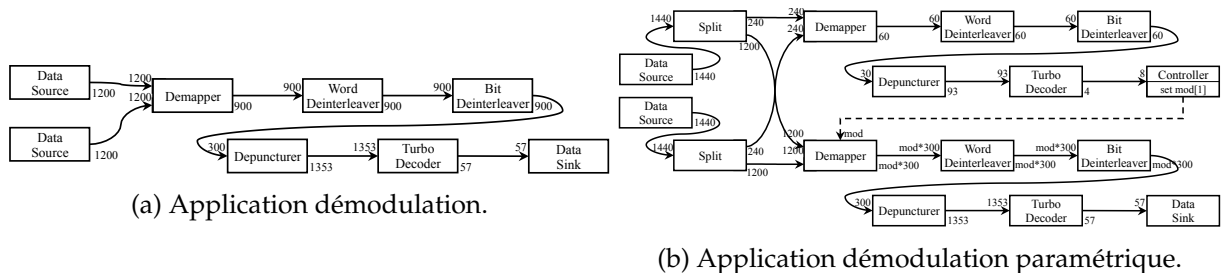 Data
Source
1200
Data
Source
1200
1200
1200
Demapper
900
900
Word
Deinterleaver
900
900
Bit
Deinterleaver
900
300
Depuncturer
1353
1353
Turbo
Decoder
57
57
Data
Sink
(a) Application démodulation.
1440
Split
240
1200
Data
Source
1440
Data
Source
1440
1440
Split
240
1200
240
240
Demapper
60
60
Word
Deinterleaver
60
60
Bit
Deinterleaver
60
30
Depuncturer
93
93
Turbo
Decoder
4
8
Controller
set mod[1]
1200
1200
mod
Demapper
mod*300
mod*300
Word
Deinterleaver
mod*300
mod*300
Bit
Deinterleaver
mod*300
300
Depuncturer
1353
1353
Turbo
Decoder
57
57
Data
Sink
(b) Application démodulation paramétrique.